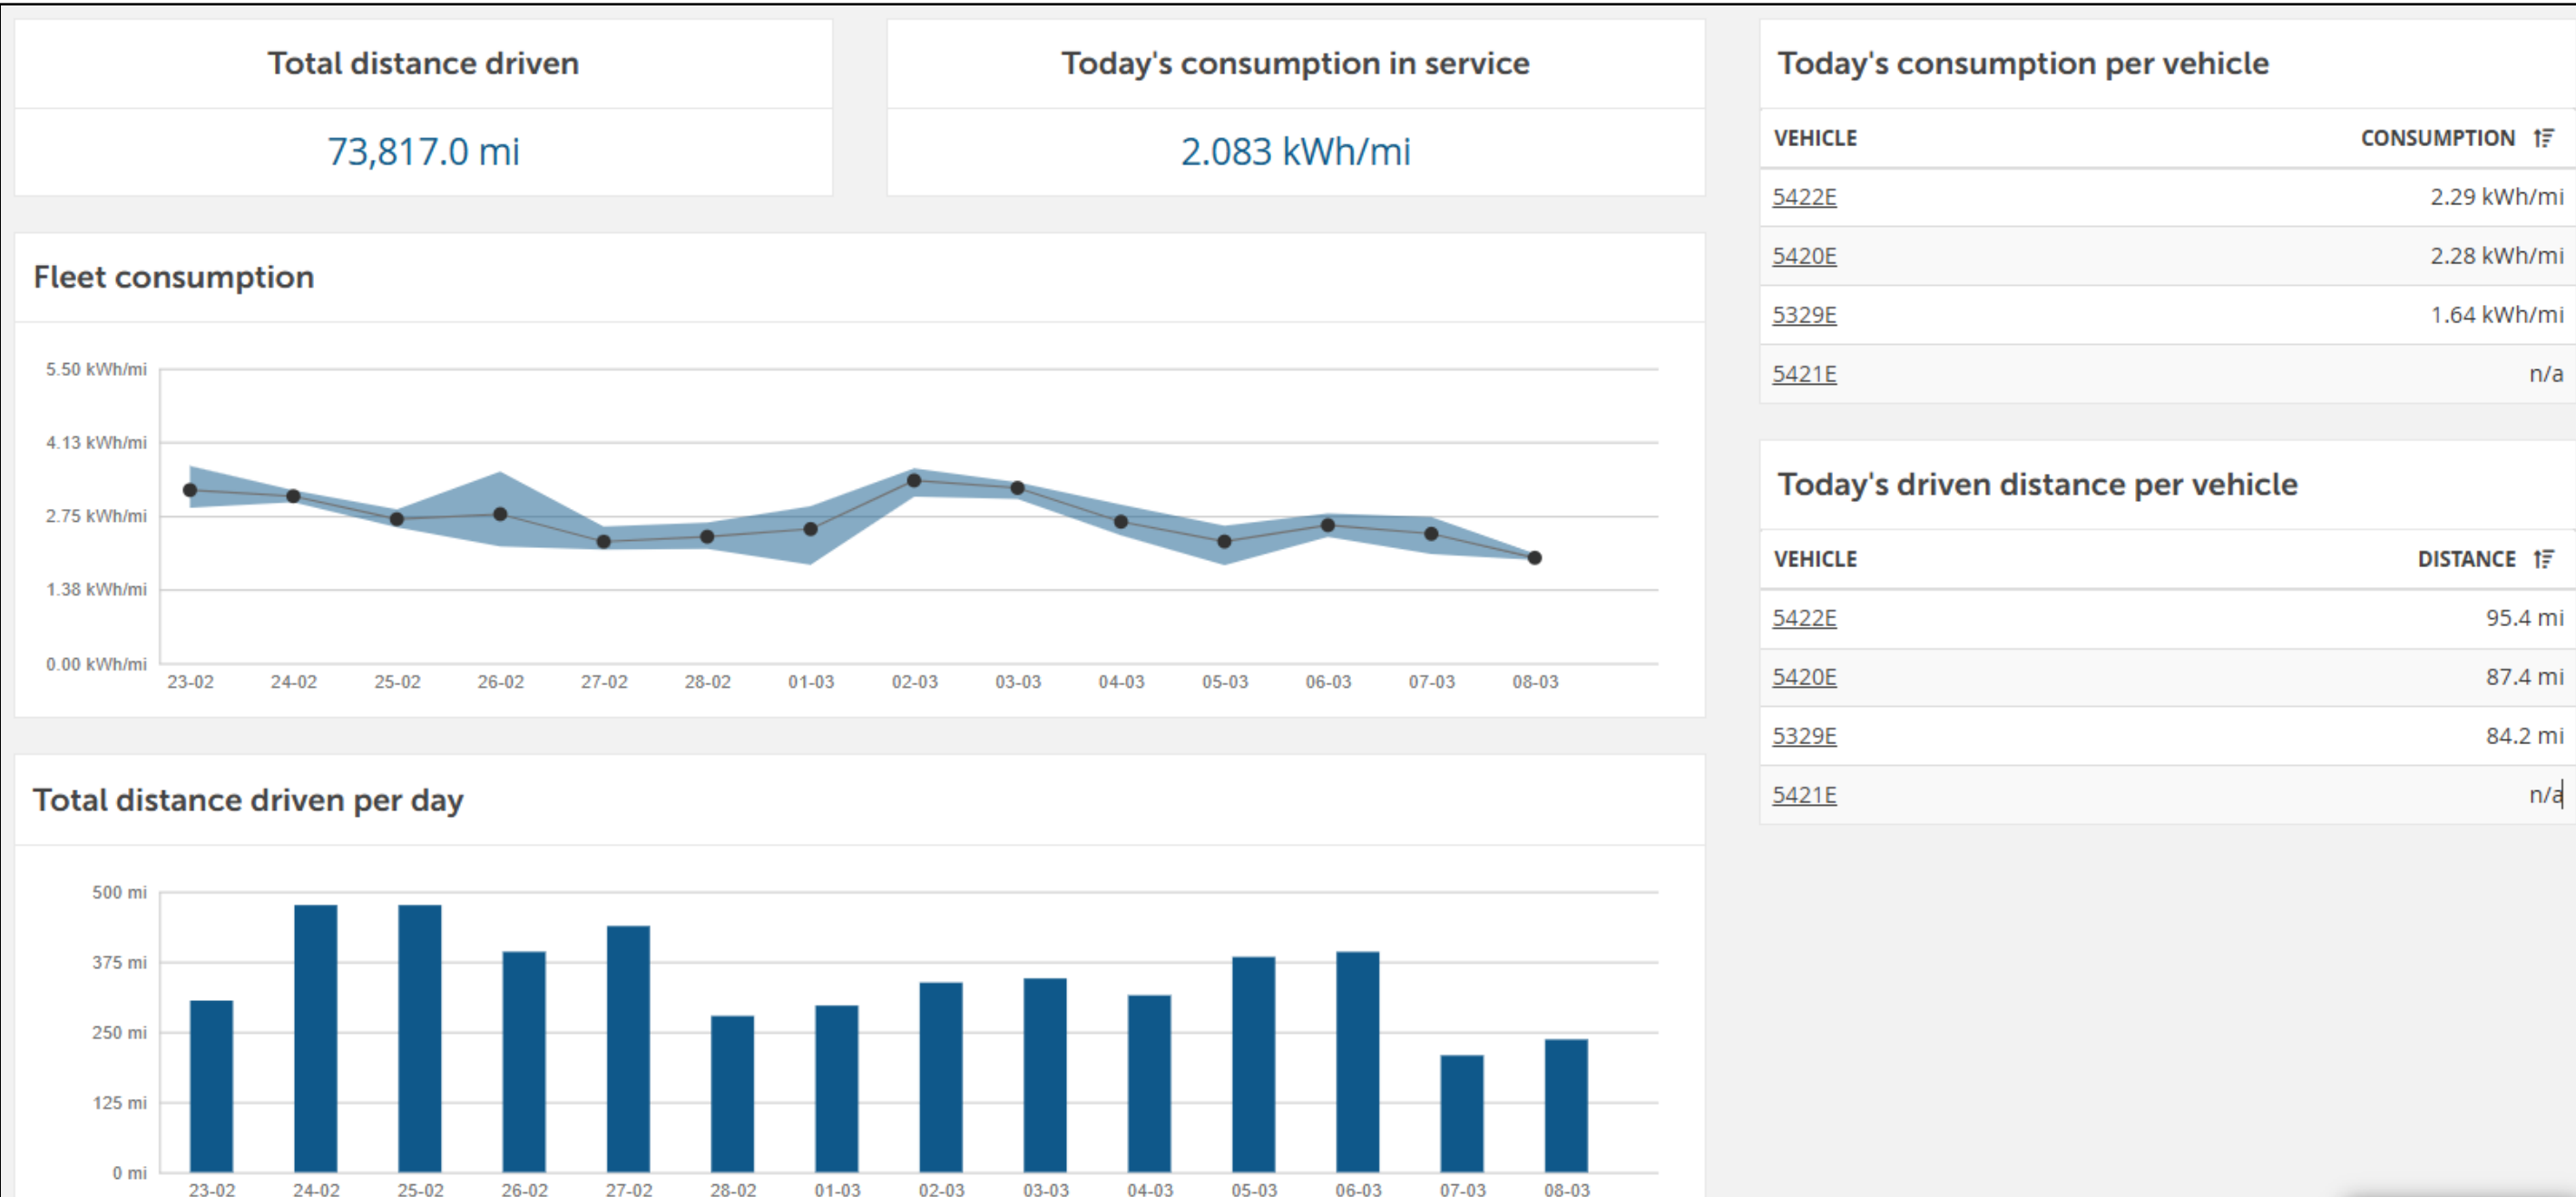 Total distance driven
73,817.0 mi
Today's consumption in service
2.083 kWh/mi
Fleet consumption
5.50 kWh/mi
4.13 kWh/mi
2.75 kWh/mi
1.38 kWh/mi
0.00 kWh/mi
23-02 24-02 25-02 26-02 27-02 28-02 01-03 02-03 03-03 04-03 05-03 06-03 07-03 08-03
Total distance driven per day
500 mi
375 mi
250 mi
125 mi
0 mi
23-02 24-02 25-02 26-02 27-02 28-02 01-03 02-03 03-03 04-03 05-03 06-03 07-03 08-03
Today's consumption per vehicle
VEHICLE CONSUMPTION
5422E 2.29 kWh/mi
5420E 2.28 kWh/mi
5329E 1.64 kWh/mi
5421E n/a
Today's driven distance per vehicle
VEHICLE DISTANCE
5422E 95.4 mi
5420E 87.4 mi
5329E 84.2 mi
5421E n/a